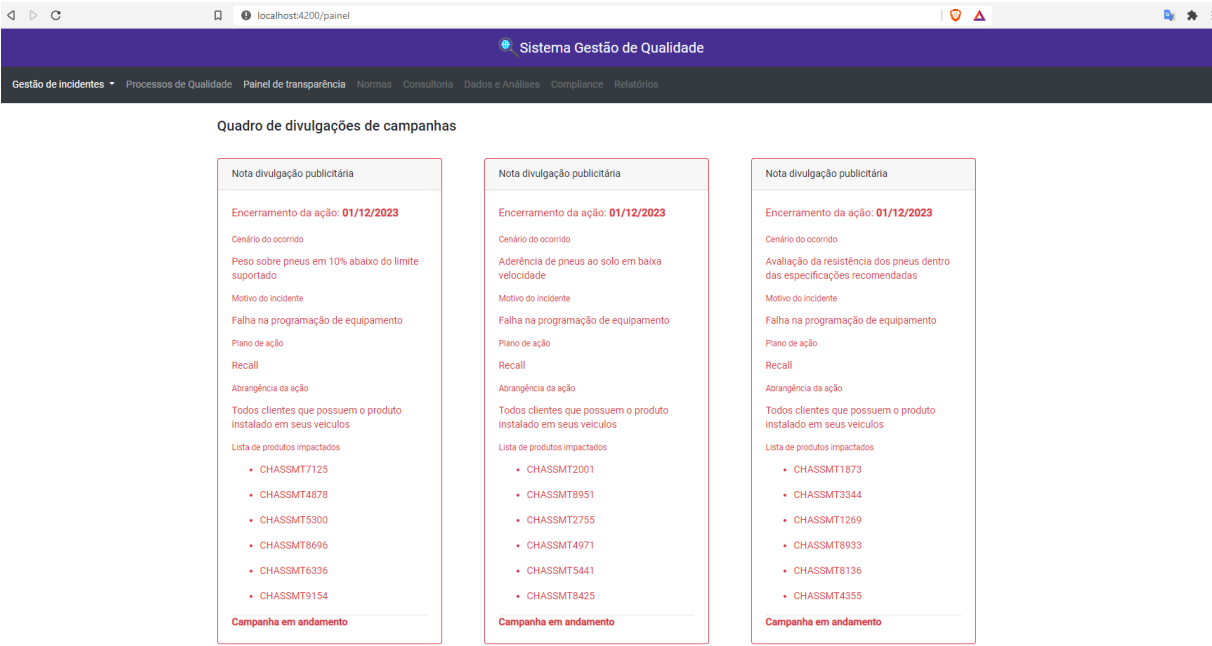 localhost:4200/painel
Sistema Gestão de Qualidade
Gestão de incidentes Processos de Qualidade Painel de transparência Normas Consultoria Dados e Análises Compliance Relatórios
Quadro de divulgações de campanhas
Nota divulgação publicitária
Encerramento da ação: 01/12/2023
Cenário do ocorrido
Peso sobre pneus em 10% abaixo do limite
suportado
Motivo do incidente
Falha na programação de equipamento
Plano de ação
Recall
Abrangência da ação
Todos clientes que possuem o produto
instalado em seus veiculos
Lista de produtos impactados
• CHASSMT7125
• CHASSMT4878
• CHASSMT5300
• CHASSMT8696
• CHASSMT6336
• CHASSMT9154
Campanha em andamento
Nota divulgação publicitária
Encerramento da ação: 01/12/2023
Cenário do ocorrido
Aderência de pneus ao solo em baixa
velocidade
Motivo do incidente
Falha na programação de equipamento
Plano de ação
Recall
Abrangência da ação
Todos clientes que possuem o produto
instalado em seus veiculos
Lista de produtos impactados
• CHASSMT2001
• CHASSMT8951
• CHASSMT2755
• CHASSMT4971
• CHASSMT5441
• CHASSMT8425
Campanha em andamento
Nota divulgação publicitária
Encerramento da ação: 01/12/2023
Cenário do ocorrido
Avaliação da resistência dos pneus dentro
das especificações recomendadas
Motivo do incidente
Falha na programação de equipamento
Plano de ação
Recall
Abrangência da ação
Todos clientes que possuem o produto
instalado em seus veiculos
Lista de produtos impactados
• CHASSMT1873
• CHASSMT3344
• CHASSMT1269
• CHASSMT8933
• CHASSMT8136
• CHASSMT4355
Campanha em andamento